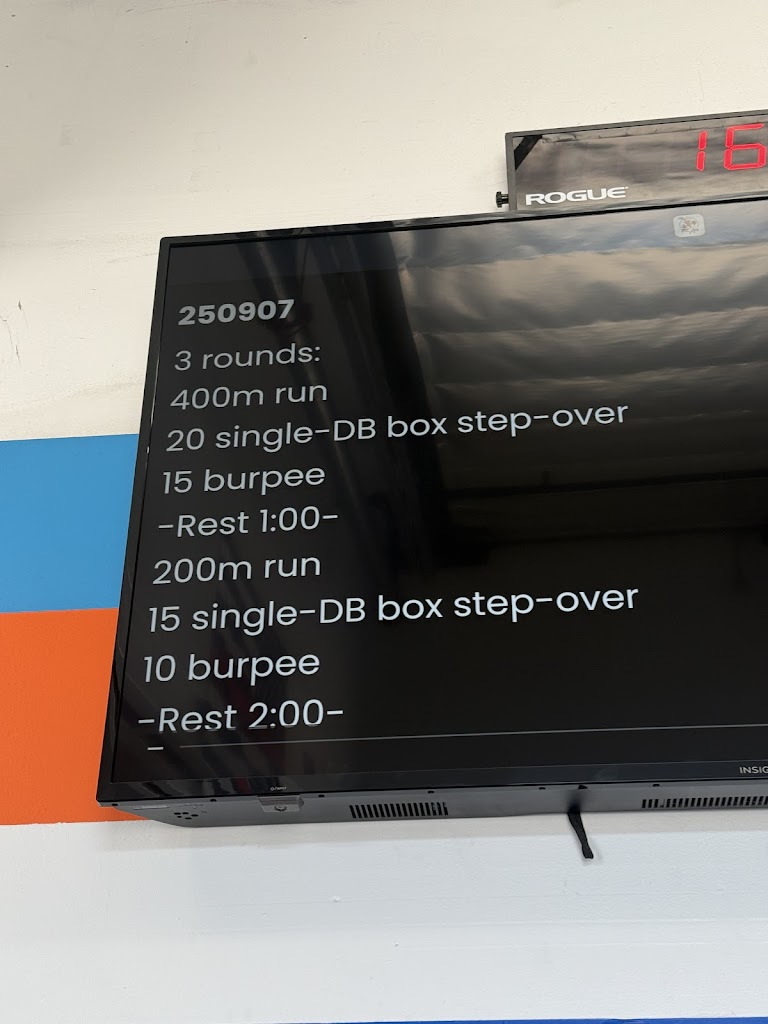 16
ROGUE
250907
3 rounds:
400m run
20 single-DB box step-over
15 burpee
-Rest 1:00-
200m run
15 single-DB box step-over
10 burpee
-Rest 2:00-
INSIG